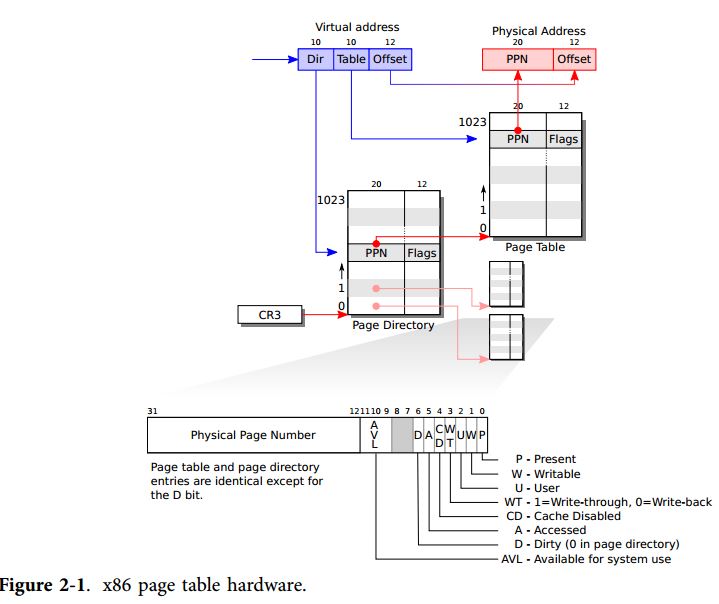 Virtual address
10 10 12
Dir Table Offset
Physical Address
20 12
PPN Offset
20 12
1023
PPN Flags
1
0
Page Table
20 12
1023
PPN Flags
1
0
CR3
Page Directory
31 12 11 10 9 8 7 6 5 4 3 2 1 0
Physical Page Number A V L D A C D W T U W P
Page table and page directory
entries are identical except for
the D bit.
P - Present
W - Writable
U - User
WT - 1=Write-through, 0=Write-back
CD - Cache Disabled
A - Accessed
D - Dirty (0 in page directory)
AVL - Available for system use
Figure 2-1. x86 page table hardware.